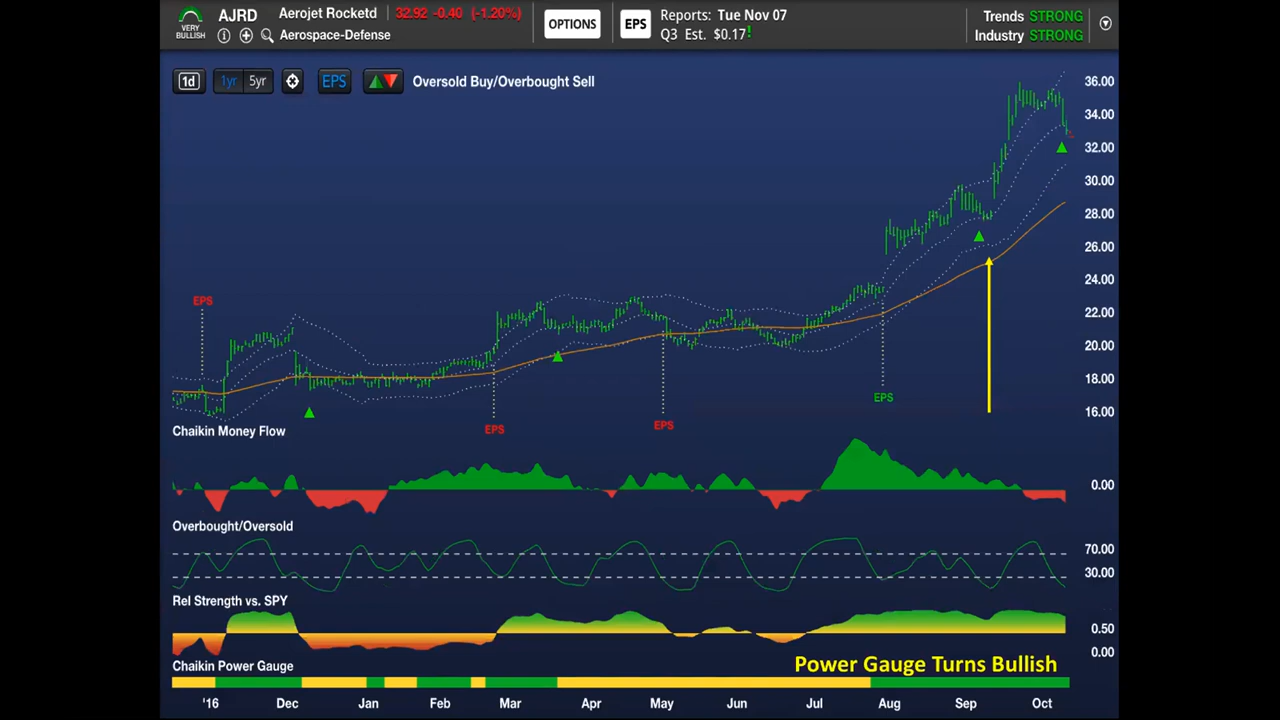 VERY
BULLISH
AJRD
Aerojet Rocketd 32.92 -0.40 (-1.20%)
Aerospace-Defense
OPTIONS
EPS
Reports: Tue Nov 07
Q3 Est. $0.17!
Trends STRONG
Industry STRONG
1d 1yr 5yr EPS Oversold Buy/Overbought Sell
36.00
34.00
32.00
30.00
28.00
26.00
24.00
22.00
20.00
18.00
16.00
EPS
EPS
EPS
EPS
Chaikin Money Flow
0.00
Overbought/Oversold
70.00
30.00
Rel Strength vs. SPY
0.50
0.00
Chaikin Power Gauge
Power Gauge Turns Bullish
'16 Dec Jan Feb Mar Apr May Jun Jul Aug Sep Oct